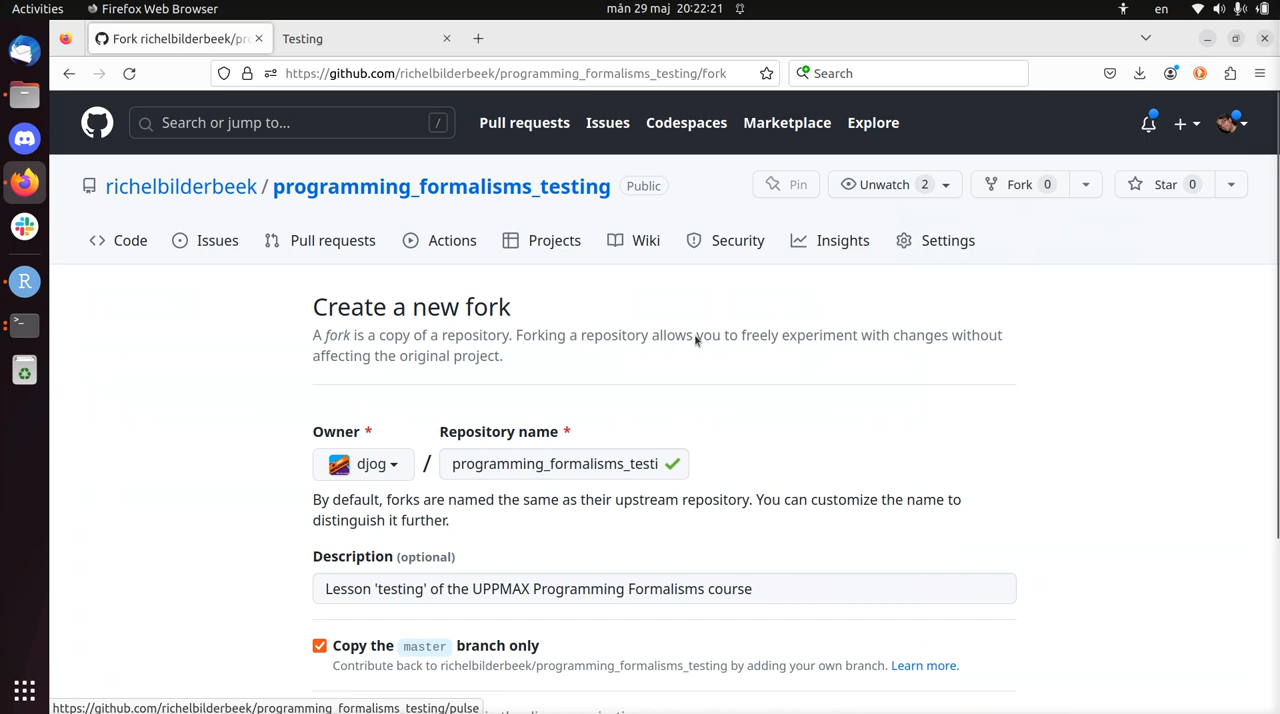 Activities
Firefox Web Browser
mån 29 maj 20:22:21
en
Fork richelbilderbeek/pro
Testing
https://github.com/richelbilderbeek/programming_formalisms_testing/fork
Search
Search or jump to...
/
Pull requests
Issues
Codespaces
Marketplace
Explore
richelbilderbeek / programming_formalisms_testing
Public
Pin
Unwatch 2
Fork 0
Star 0
Code
Issues
Pull requests
Actions
Projects
Wiki
Security
Insights
Settings
Create a new fork
A fork is a copy of a repository. Forking a repository allows you to freely experiment with changes without
affecting the original project.
Owner *
Repository name *
djog
/
programming_formalisms_testi
By default, forks are named the same as their upstream repository. You can customize the name to
distinguish it further.
Description (optional)
Lesson 'testing' of the UPPMAX Programming Formalisms course
Copy the master branch only
Contribute back to richelbilderbeek/programming_formalisms_testing by adding your own branch. Learn more.
https://github.com/richelbilderbeek/programming_formalisms_testing/pulse
R